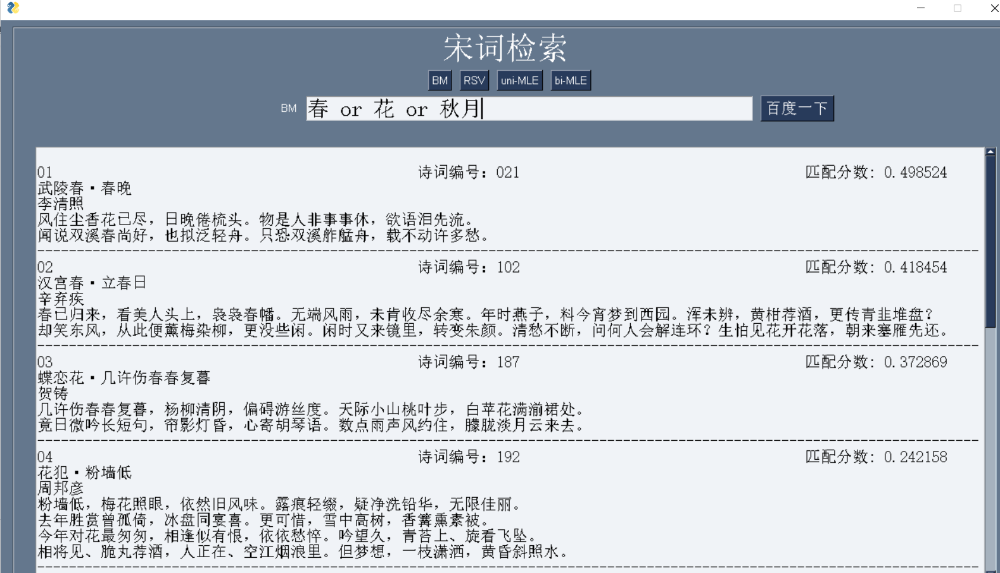 宋词检索
BM RSV uni-MLE bi-MLE
BM 春 or 花 or 秋月 百度一下
01 诗词编号：021 匹配分数: 0.498524
武陵春·春晚
李清照
风住尘香花已尽，日晚倦梳头。物是人非事事休，欲语泪先流。
闻说双溪春尚好，也拟泛轻舟。只恐双溪舴艋舟，载不动许多愁。
02 诗词编号：102 匹配分数: 0.418454
汉宫春·立春日
辛弃疾
春已归来，看美人头上，袅袅春幡。无端风雨，未肯收尽余寒。年时燕子，料今宵梦到西园。浑未辨，黄柑荐酒，更传青韭堆盘？
却笑东风，从此便薰梅染柳，更没些闲。闲时又来镜里，转变朱颜。清愁不断，问何人会解连环？生怕见花开花落，朝来塞雁先还。
03 诗词编号：187 匹配分数: 0.372869
蝶恋花·几许伤春春复暮
贺铸
几许伤春春复暮，杨柳清阴，偏碍游丝度。天际小山桃叶步，白苹花满湔裙处。
竟日微吟长短句，帘影灯昏，心寄胡琴语。数点雨声风约住，朦胧淡月云来去。
04 诗词编号：192 匹配分数: 0.242158
花犯·粉墙低
周邦彦
粉墙低，梅花照眼，依然旧风味。露痕轻缀，疑净洗铅华，无限佳丽。
去年胜赏曾孤倚，冰盘同宴喜。更可惜，雪中高树，香篝熏素被。
今年对花最匆匆，相逢似有恨，依依愁悴。吟望久，青苔上、旋看飞坠。
相将见、脆丸荐酒，人正在、空江烟浪里。但梦想，一枝潇洒，黄昏斜照水。